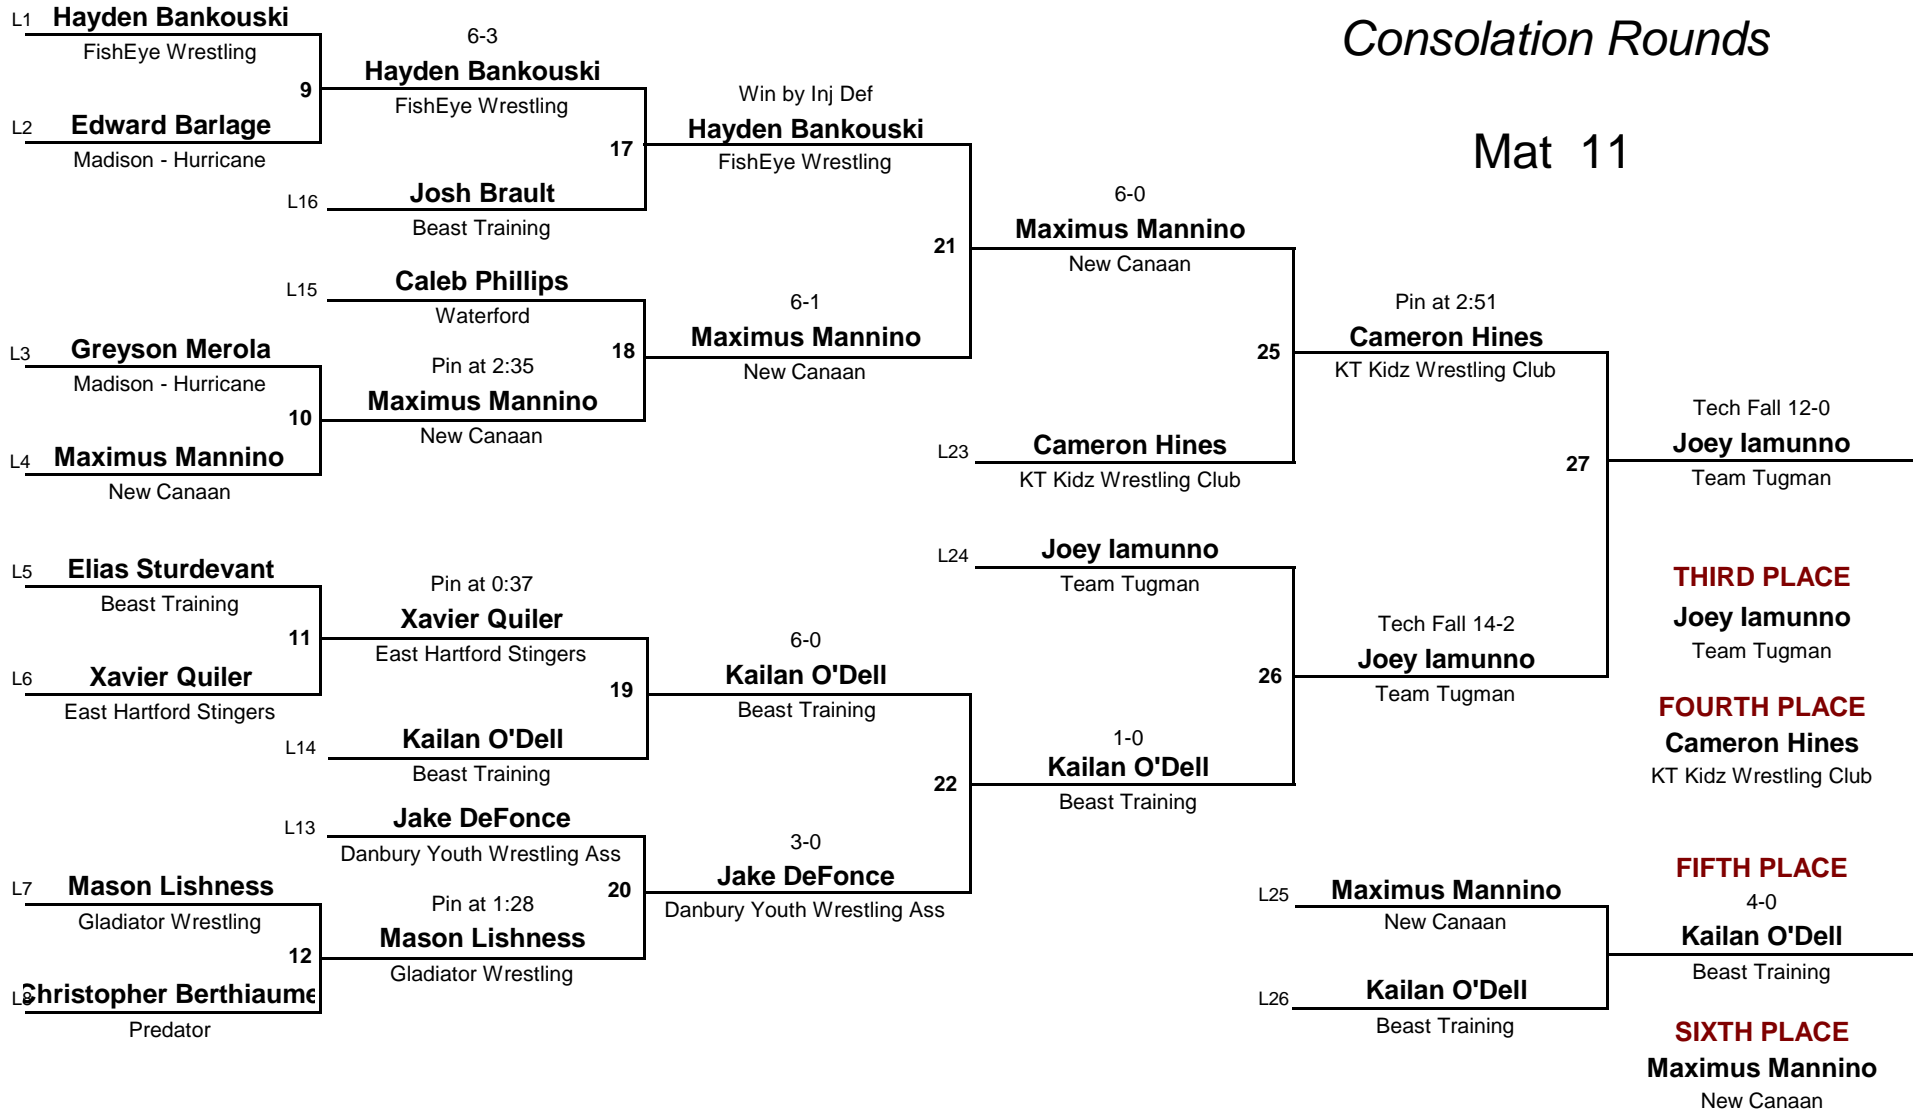 Consolation Rounds
Mat 11
L1 Hayden Bankouski
FishEye Wrestling
9
L2 Edward Barlage
Madison - Hurricane
6-3
Hayden Bankouski
FishEye Wrestling
17
L16 Josh Brault
Beast Training
Win by Inj Def
Hayden Bankouski
FishEye Wrestling
21
L15 Caleb Phillips
Waterford
18
L3 Greyson Merola
Madison - Hurricane
10
L4 Maximus Mannino
New Canaan
Pin at 2:35
Maximus Mannino
New Canaan
6-1
Maximus Mannino
New Canaan
6-0
Maximus Mannino
New Canaan
25
L23 Cameron Hines
KT Kidz Wrestling Club
Pin at 2:51
Cameron Hines
KT Kidz Wrestling Club
27
Tech Fall 12-0
Joey Iamunno
Team Tugman
L5 Elias Sturdevant
Beast Training
11
L6 Xavier Quiler
East Hartford Stingers
Pin at 0:37
Xavier Quiler
East Hartford Stingers
19
L14 Kailan O'Dell
Beast Training
6-0
Kailan O'Dell
Beast Training
22
L13 Jake DeFonce
Danbury Youth Wrestling Ass
20
L7 Mason Lishness
Gladiator Wrestling
12
L8 Christopher Berthiaume
Predator
Pin at 1:28
Mason Lishness
Gladiator Wrestling
3-0
Jake DeFonce
Danbury Youth Wrestling Ass
L24 Joey Iamunno
Team Tugman
26
1-0
Kailan O'Dell
Beast Training
Tech Fall 14-2
Joey Iamunno
Team Tugman
THIRD PLACE
Joey Iamunno
Team Tugman
FOURTH PLACE
Cameron Hines
KT Kidz Wrestling Club
L25 Maximus Mannino
New Canaan
L26 Kailan O'Dell
Beast Training
FIFTH PLACE
4-0
Kailan O'Dell
Beast Training
SIXTH PLACE
Maximus Mannino
New Canaan